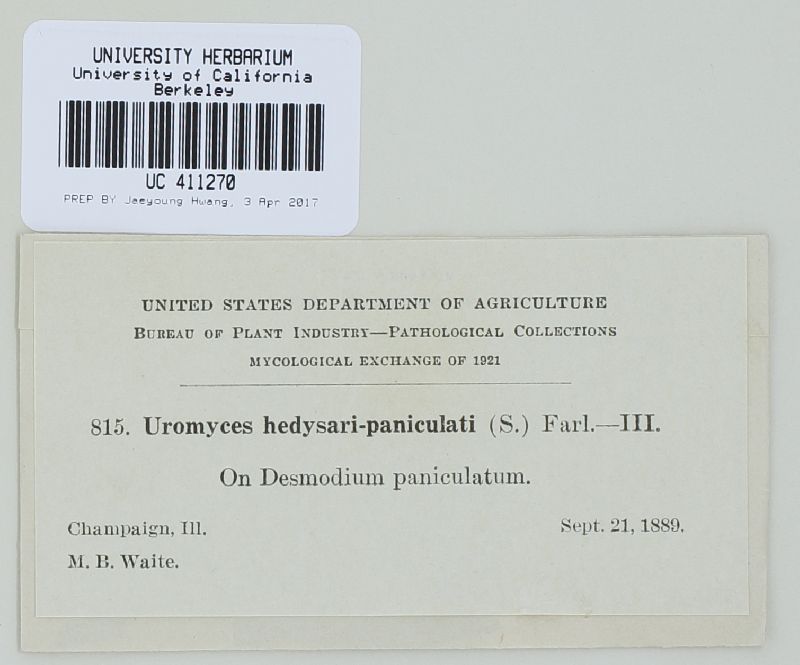 UNIVERSITY HERBARIUM
University of California
Berkeley
UC 411270
PREP BY Jaeyoung Hwang, 3 Apr 2017
UNITED STATES DEPARTMENT OF AGRICULTURE
BUREAU OF PLANT INDUSTRY—PATHOLOGICAL COLLECTIONS
MYCOLOGICAL EXCHANGE OF 1921
815. Uromyces hedysari-paniculati (S.) Farl.—III.
On Desmodium paniculatum.
Champaign, Ill. Sept. 21, 1889.
M. B. Waite.